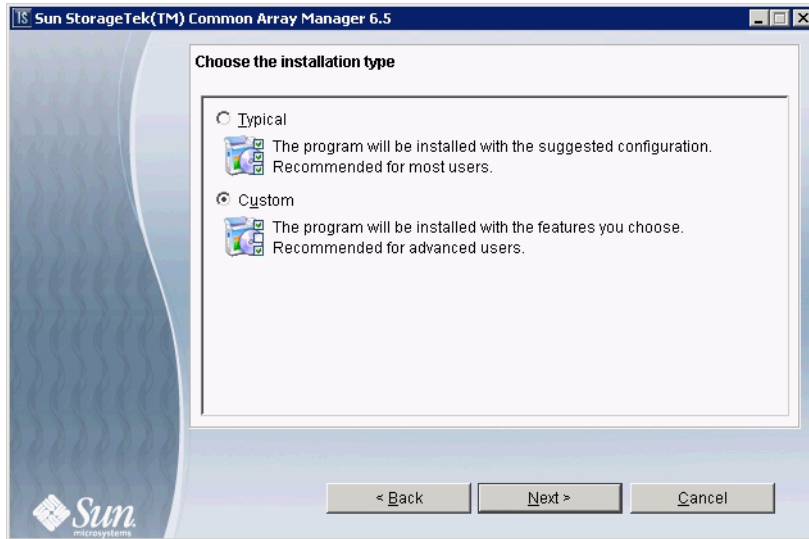 Sun StorageTek(TM) Common Array Manager 6.5
Choose the installation type
Typical
The program will be installed with the suggested configuration.
Recommended for most users.
Custom
The program will be installed with the features you choose.
Recommended for advanced users.
< Back
Next >
Cancel
Sun
microsystems